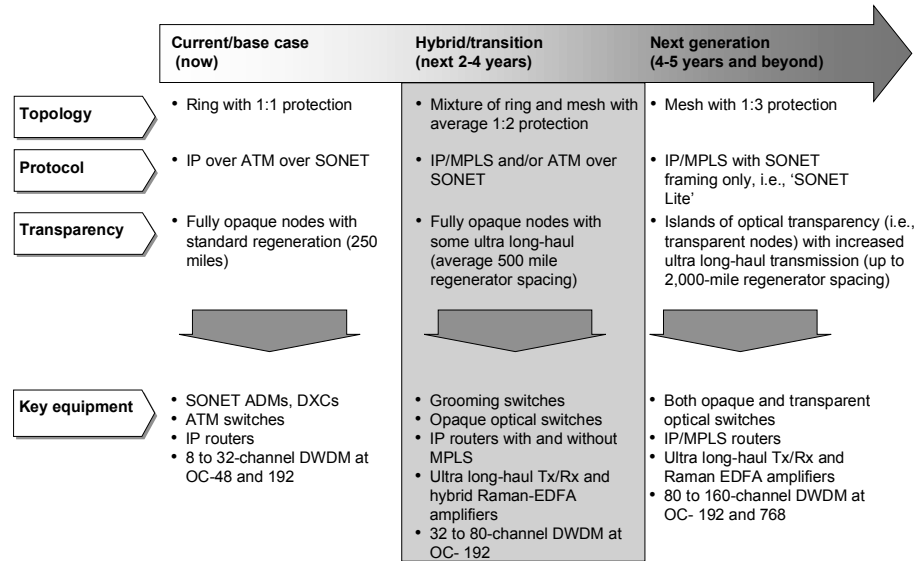 Current/base case
(now)
Hybrid/transition
(next 2-4 years)
Next generation
(4-5 years and beyond)
Topology
• Ring with 1:1 protection
• Mixture of ring and mesh with
average 1:2 protection
• Mesh with 1:3 protection
Protocol
• IP over ATM over SONET
• IP/MPLS and/or ATM over
SONET
• IP/MPLS with SONET
framing only, i.e., ‘SONET
Lite’
Transparency
• Fully opaque nodes with
standard regeneration (250
miles)
• Fully opaque nodes with
some ultra long-haul
(average 500 mile
regenerator spacing)
• Islands of optical transparency (i.e.,
transparent nodes) with increased
ultra long-haul transmission (up to
2,000-mile regenerator spacing)
Key equipment
• SONET ADMs, DXCs
• ATM switches
• IP routers
• 8 to 32-channel DWDM at
OC-48 and 192
• Grooming switches
• Opaque optical switches
• IP routers with and without
MPLS
• Ultra long-haul Tx/Rx and
hybrid Raman-EDFA
amplifiers
• 32 to 80-channel DWDM at
OC- 192
• Both opaque and transparent
optical switches
• IP/MPLS routers
• Ultra long-haul Tx/Rx and
Raman EDFA amplifiers
• 80 to 160-channel DWDM at
OC- 192 and 768